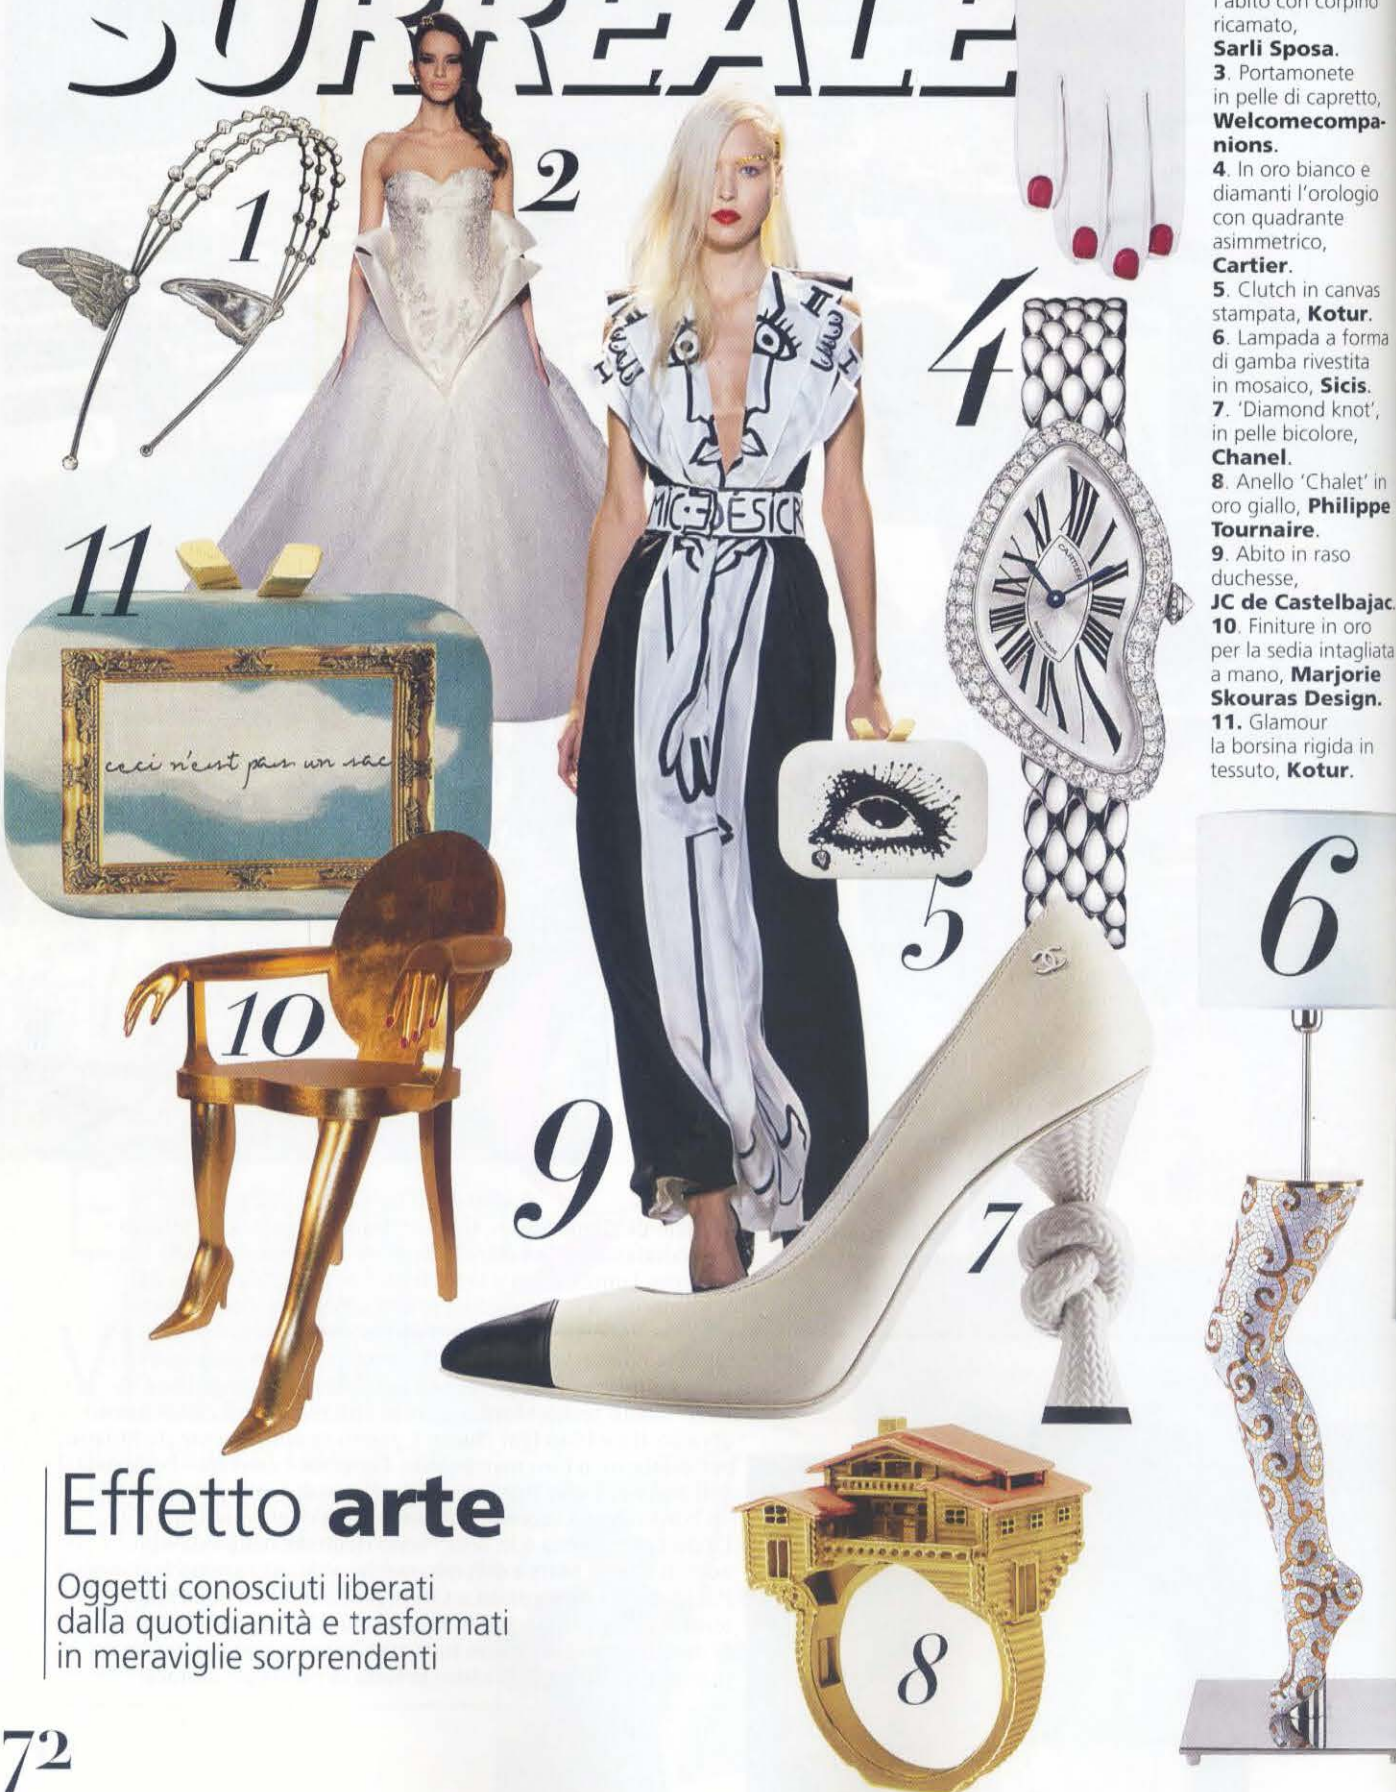 SURREALE
l'abito con corpino
ricamato,
Sarli Sposa.
3. Portamonete
in pelle di capretto,
Welcomecompa-
nions.
4. In oro bianco e
diamanti l'orologio
con quadrante
asimmetrico,
Cartier.
5. Clutch in canvas
stampata, Kotur.
6. Lampada a forma
di gamba rivestita
in mosaico, Sicis.
7. 'Diamond knot',
in pelle bicolore,
Chanel.
8. Anello 'Chalet' in
oro giallo, Philippe
Tournaire.
9. Abito in raso
duchesse,
JC de Castelbajac.
10. Finiture in oro
per la sedia intagliata
a mano, Marjorie
Skouras Design.
11. Glamour
la borsina rigida in
tessuto, Kotur.
1
2
4
11
ceci n'est pas un sac
CARTIER
5
6
10
9
7
8
Effetto arte
Oggetti conosciuti liberati
dalla quotidianità e trasformati
in meraviglie sorprendenti
72